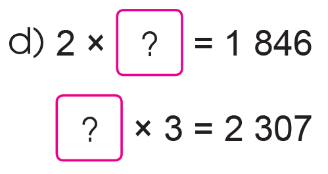 d) 2 × ? = 1 846
? × 3 = 2 307